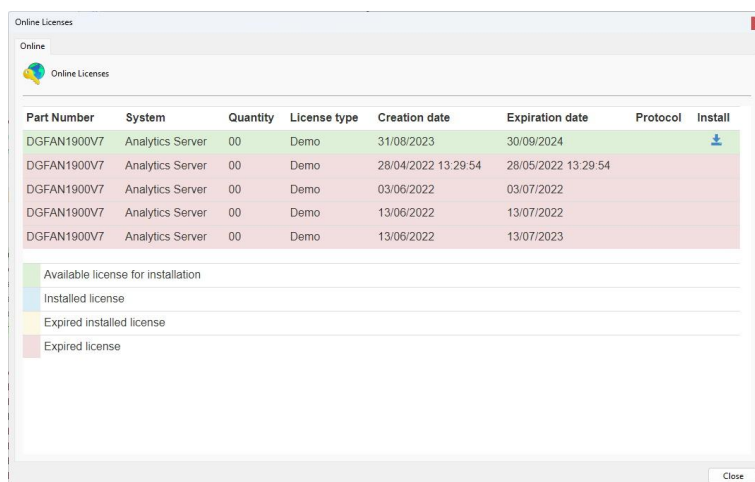 Online Licenses
Online
Online Licenses
Part Number System Quantity License type Creation date Expiration date Protocol Install
DGFAN1900V7 Analytics Server 00 Demo 31/08/2023 30/09/2024
DGFAN1900V7 Analytics Server 00 Demo 28/04/2022 13:29:54 28/05/2022 13:29:54
DGFAN1900V7 Analytics Server 00 Demo 03/06/2022 03/07/2022
DGFAN1900V7 Analytics Server 00 Demo 13/06/2022 13/07/2022
DGFAN1900V7 Analytics Server 00 Demo 13/06/2022 13/07/2023
Available license for installation
Installed license
Expired installed license
Expired license
Close